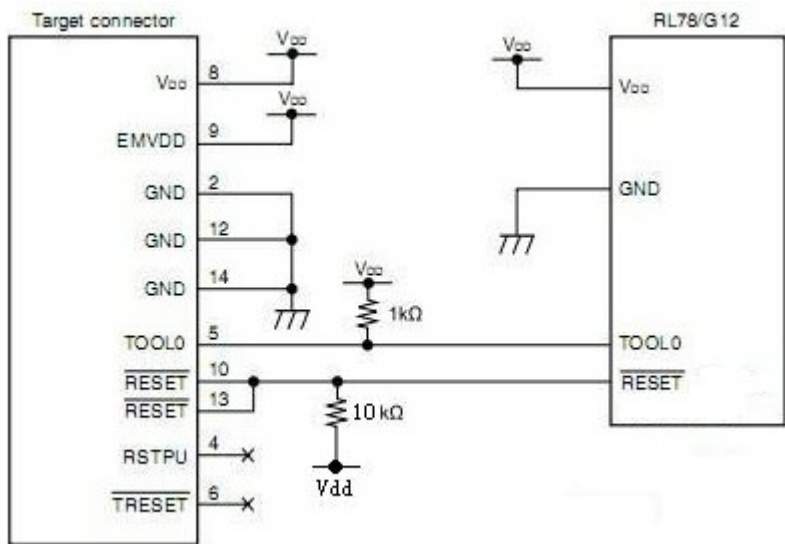 Target connector
RL78/G12
VDD
VDD
VDD 8
VDD
VDD
EMVDD 9
GND 2
GND
GND 12
GND 14
VDD
1kΩ
TOOL0 5
TOOL0
RESET 10
RESET
RESET 13
10 kΩ
RSTPU 4
Vdd
TRESET 6